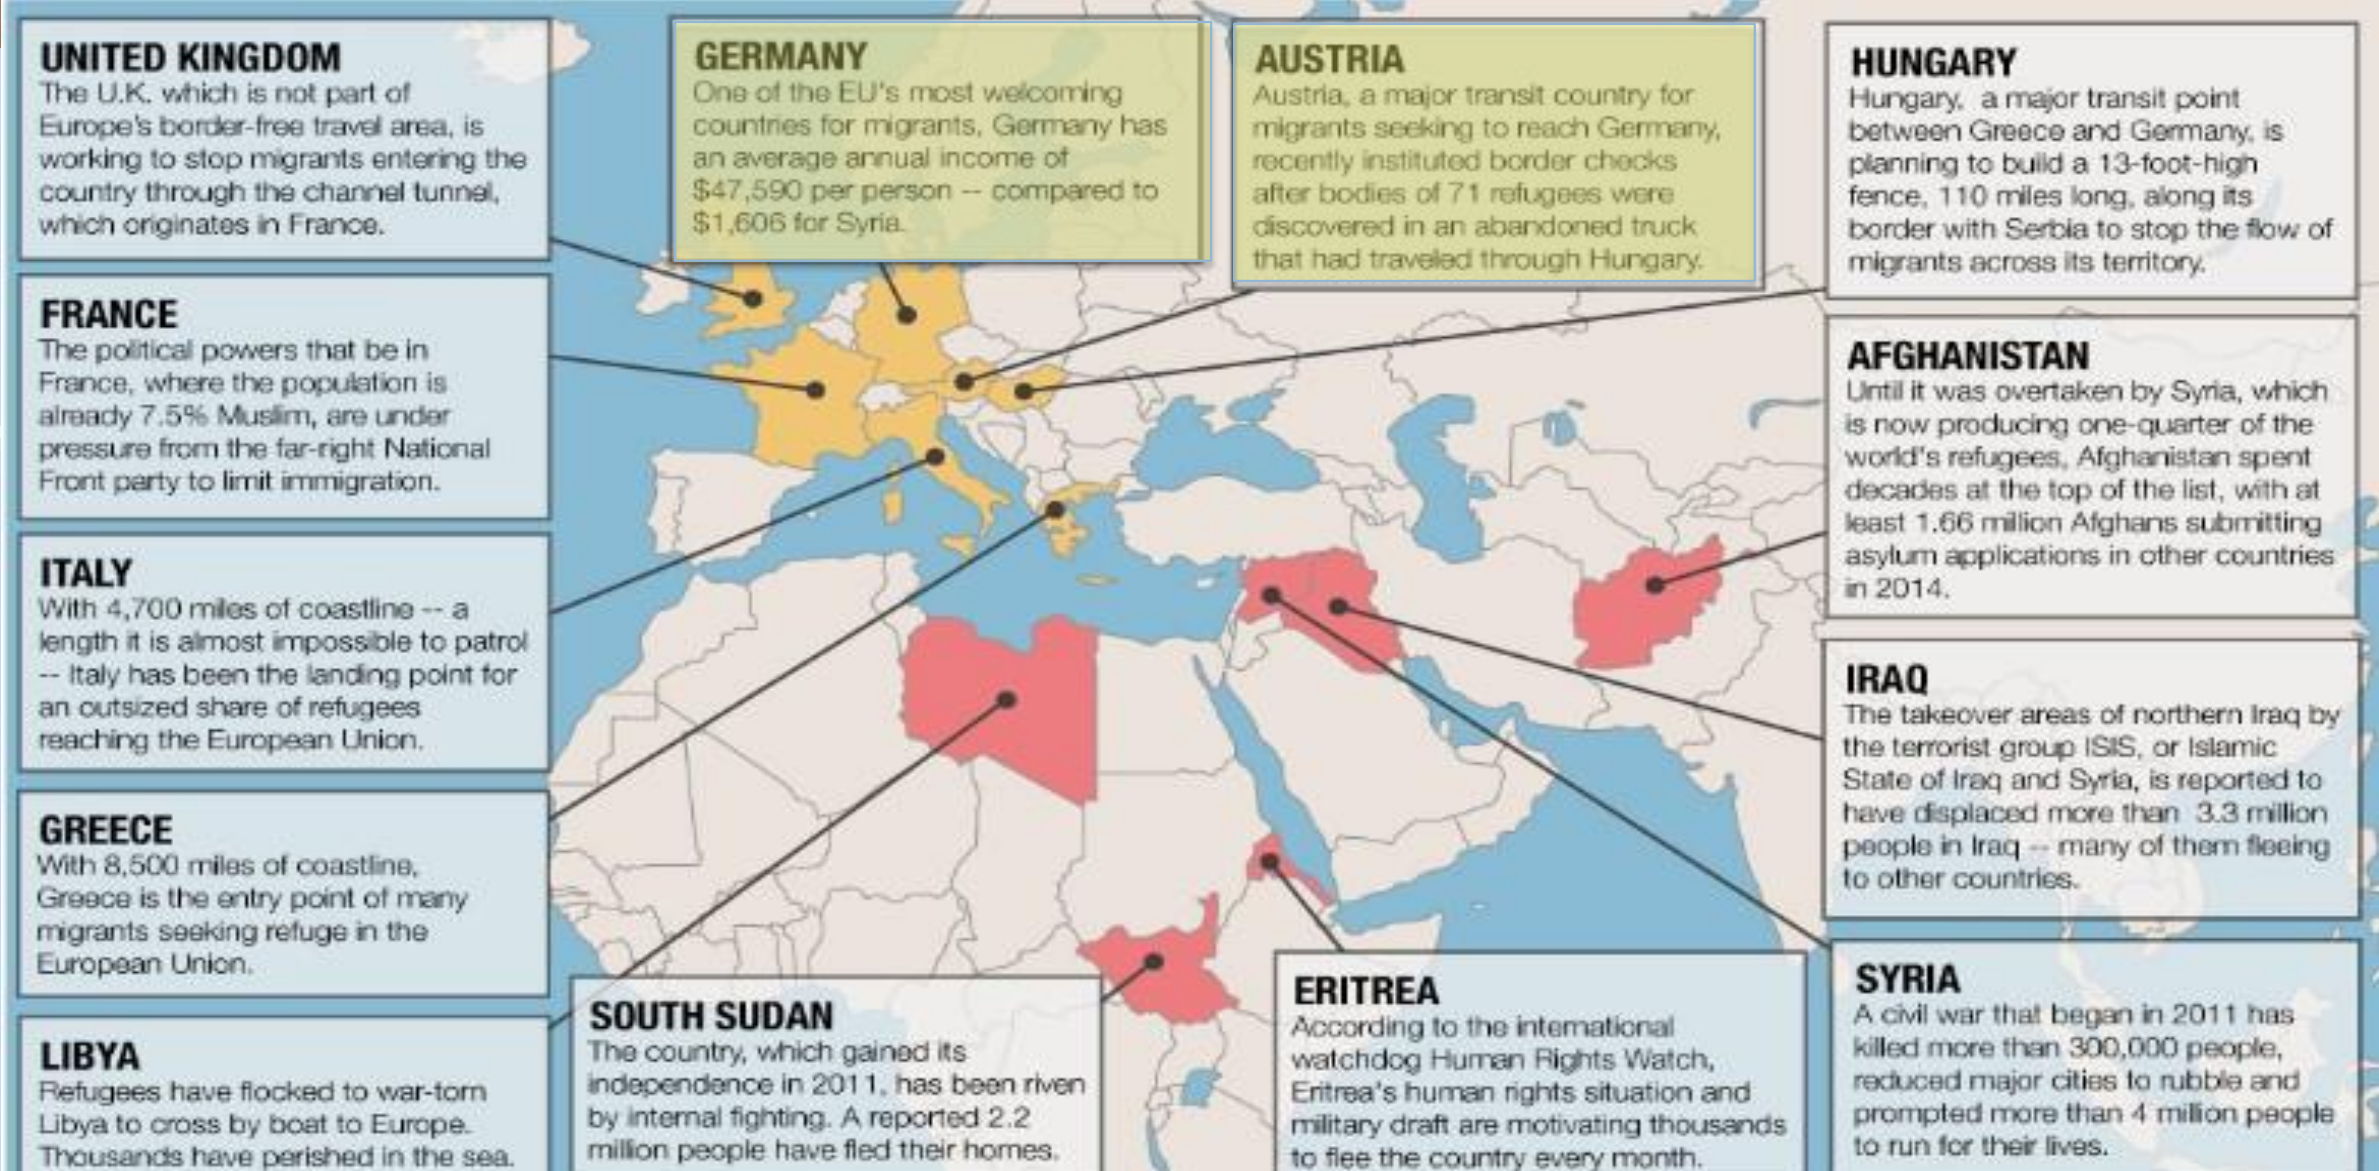 UNITED KINGDOM
The U.K. which is not part of
Europe's border-free travel area, is
working to stop migrants entering the
country through the channel tunnel,
which originates in France.
GERMANY
One of the EU's most welcoming
countries for migrants, Germany has
an average annual income of
$47,590 per person -- compared to
$1,606 for Syria.
AUSTRIA
Austria, a major transit country for
migrants seeking to reach Germany,
recently instituted border checks
after bodies of 71 refugees were
discovered in an abandoned truck
that had traveled through Hungary.
HUNGARY
Hungary, a major transit point
between Greece and Germany, is
planning to build a 13-foot-high
fence, 110 miles long, along its
border with Serbia to stop the flow of
migrants across its territory.
FRANCE
The political powers that be in
France, where the population is
already 7.5% Muslim, are under
pressure from the far-right National
Front party to limit immigration.
AFGHANISTAN
Until it was overtaken by Syria, which
is now producing one-quarter of the
world's refugees, Afghanistan spent
decades at the top of the list, with at
least 1.66 million Afghans submitting
asylum applications in other countries
in 2014.
ITALY
With 4,700 miles of coastline -- a
length it is almost impossible to patrol
-- Italy has been the landing point for
an outsized share of refugees
reaching the European Union.
IRAQ
The takeover areas of northern Iraq by
the terrorist group ISIS, or Islamic
State of Iraq and Syria, is reported to
have displaced more than 3.3 million
people in Iraq -- many of them fleeing
to other countries.
GREECE
With 8,500 miles of coastline,
Greece is the entry point of many
migrants seeking refuge in the
European Union.
LIBYA
Refugees have flocked to war-torn
Libya to cross by boat to Europe.
Thousands have perished in the sea.
SOUTH SUDAN
The country, which gained its
independence in 2011, has been riven
by internal fighting. A reported 2.2
million people have fled their homes.
ERITREA
According to the international
watchdog Human Rights Watch,
Eritrea's human rights situation and
military draft are motivating thousands
to flee the country every month.
SYRIA
A civil war that began in 2011 has
killed more than 300,000 people,
reduced major cities to rubble and
prompted more than 4 million people
to run for their lives.